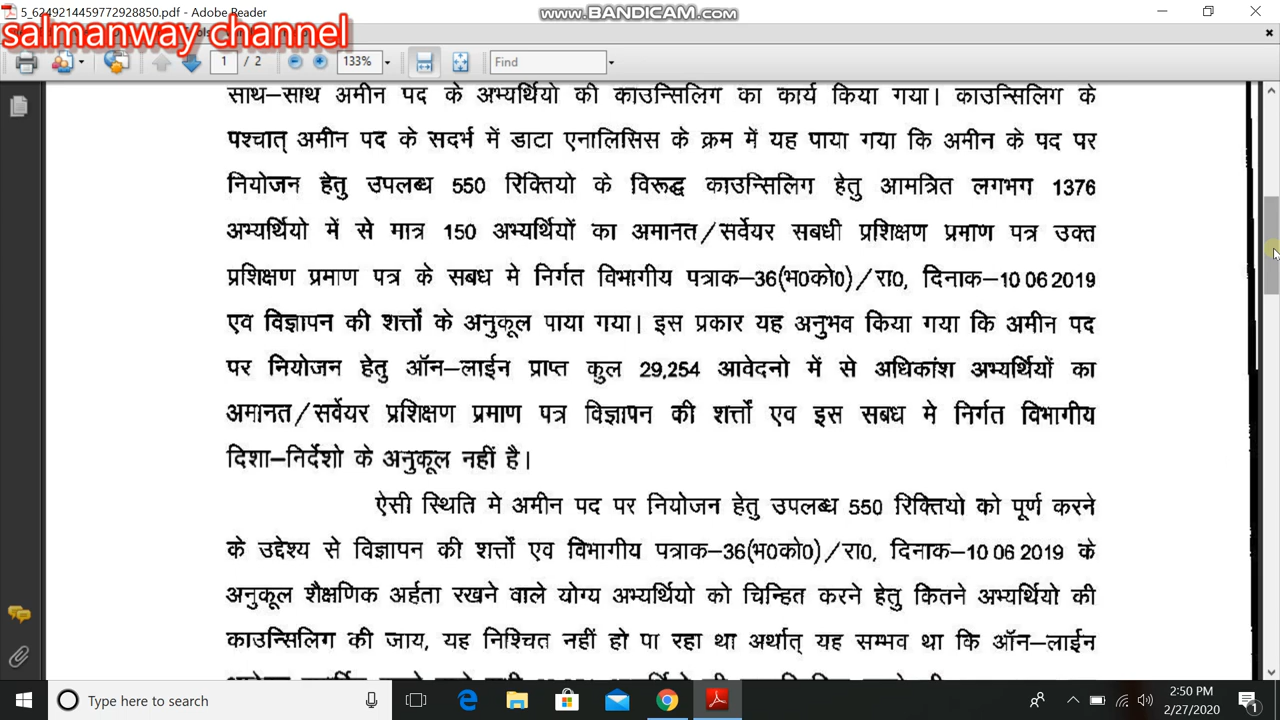 5_6249214459772928850.pdf - Adobe Reader
www.BANDICAM.com
salmanway channel
1 / 2
133%
Find
साथ–साथ अमीन पद के अभ्यर्थियो की काउन्सिलिग का कार्य किया गया। काउन्सिलिग के
पश्चात् अमीन पद के सदर्भ में डाटा एनालिसिस के क्रम में यह पाया गया कि अमीन के पद पर
नियोजन हेतु उपलब्ध 550 रिक्तियो के विरूद्ध काउन्सिलिग हेतु आमत्रित लगभग 1376
अभ्यर्थियो में से मात्र 150 अभ्यर्थियों का अमानत/सर्वेयर सबधी प्रशिक्षण प्रमाण पत्र उक्त
प्रशिक्षण प्रमाण पत्र के सबध मे निर्गत विभागीय पत्राक–36(भ0को0)/रा0, दिनाक–10 06 2019
एव विज्ञापन की शर्त्तों के अनुकूल पाया गया। इस प्रकार यह अनुभव किया गया कि अमीन पद
पर नियोजन हेतु ऑन–लाईन प्राप्त कुल 29,254 आवेदनो में से अधिकांश अभ्यर्थियों का
अमानत/सर्वेयर प्रशिक्षण प्रमाण पत्र विज्ञापन की शर्त्तों एव इस सबध मे निर्गत विभागीय
दिशा–निर्देशो के अनुकूल नहीं है।
ऐसी स्थिति मे अमीन पद पर नियोजन हेतु उपलब्ध 550 रिक्तियो को पूर्ण करने
के उद्देश्य से विज्ञापन की शर्त्तों एव विभागीय पत्राक–36(भ0को0)/रा0, दिनाक–10 06 2019 के
अनुकूल शैक्षणिक अर्हता रखने वाले योग्य अभ्यर्थियो को चिन्हित करने हेतु कितने अभ्यर्थियो की
काउन्सिलिग की जाय, यह निश्चित नहीं हो पा रहा था अर्थात् यह सम्भव था कि ऑन–लाईन
Type here to search
2:50 PM
2/27/2020
1